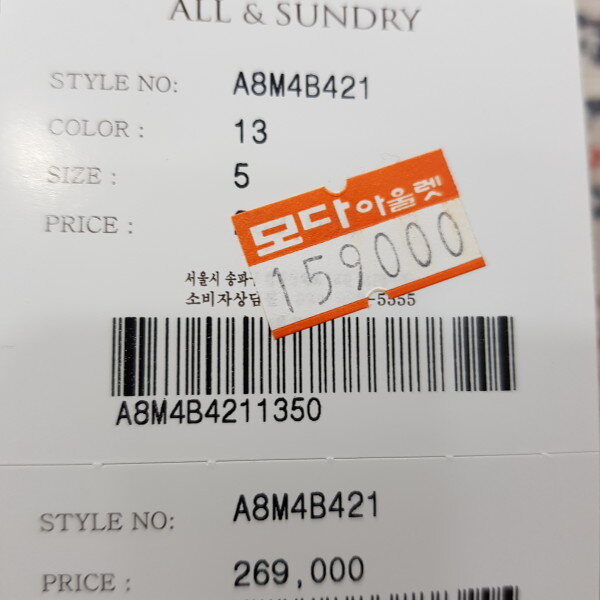 ALL & SUNDRY
STYLE NO: A8M4B421
COLOR : 13
SIZE : 5
PRICE :
모다아울렛
159000
서울시 송파
소비자상담 -5555
A8M4B4211350
STYLE NO: A8M4B421
PRICE : 269,000